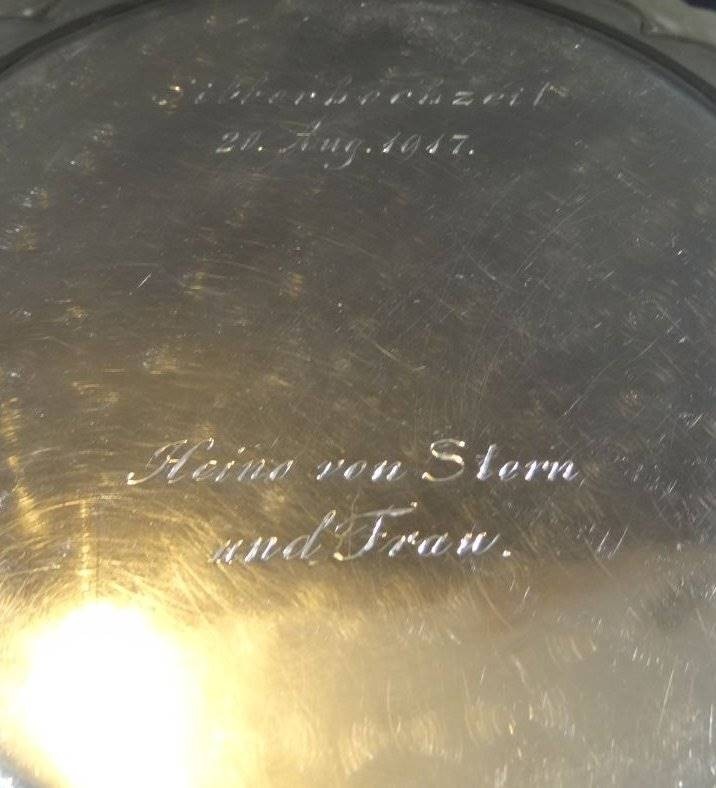 Silberhochzeit
20. Aug. 1917.
Heino von Stern
und Frau.